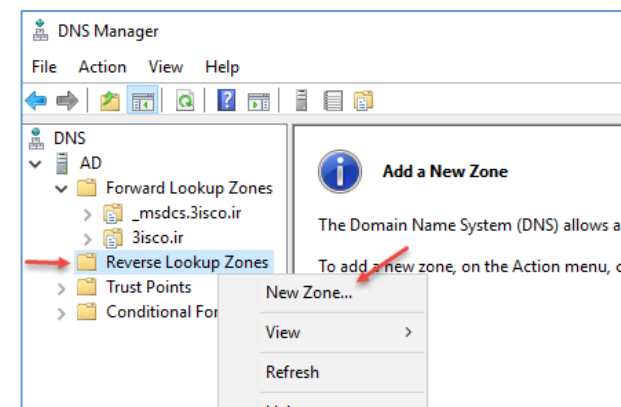 DNS Manager
File Action View Help
DNS
AD
Forward Lookup Zones
_msdcs.3isco.ir
3isco.ir
Reverse Lookup Zones
Trust Points
Conditional For
Add a New Zone
The Domain Name System (DNS) allows a
To add a new zone, on the Action menu, c
New Zone...
View
Refresh